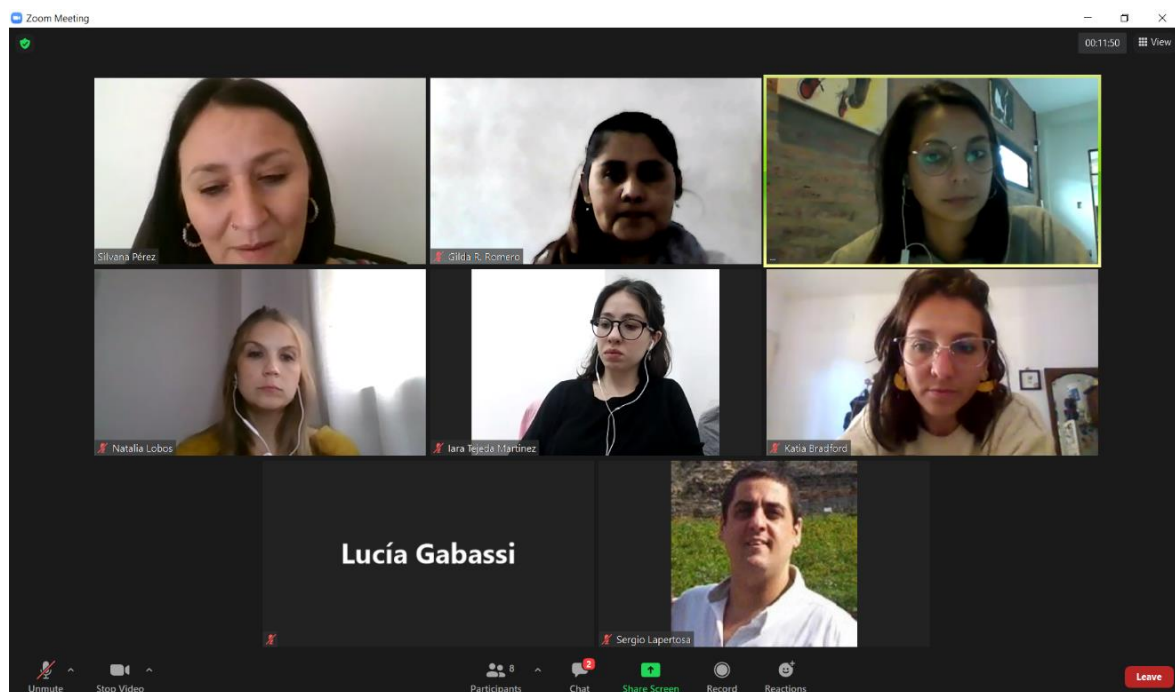 Zoom Meeting
00:11:50
View
Silvana Pérez
Gilda R. Romero
..
Natalia Lobos
Iara Tejeda Martinez
Katia Bradford
Lucía Gabassi
Sergio Lapertosa
Unmute
Stop Video
8
Participants
2
Chat
Share Screen
Record
Reactions
Leave